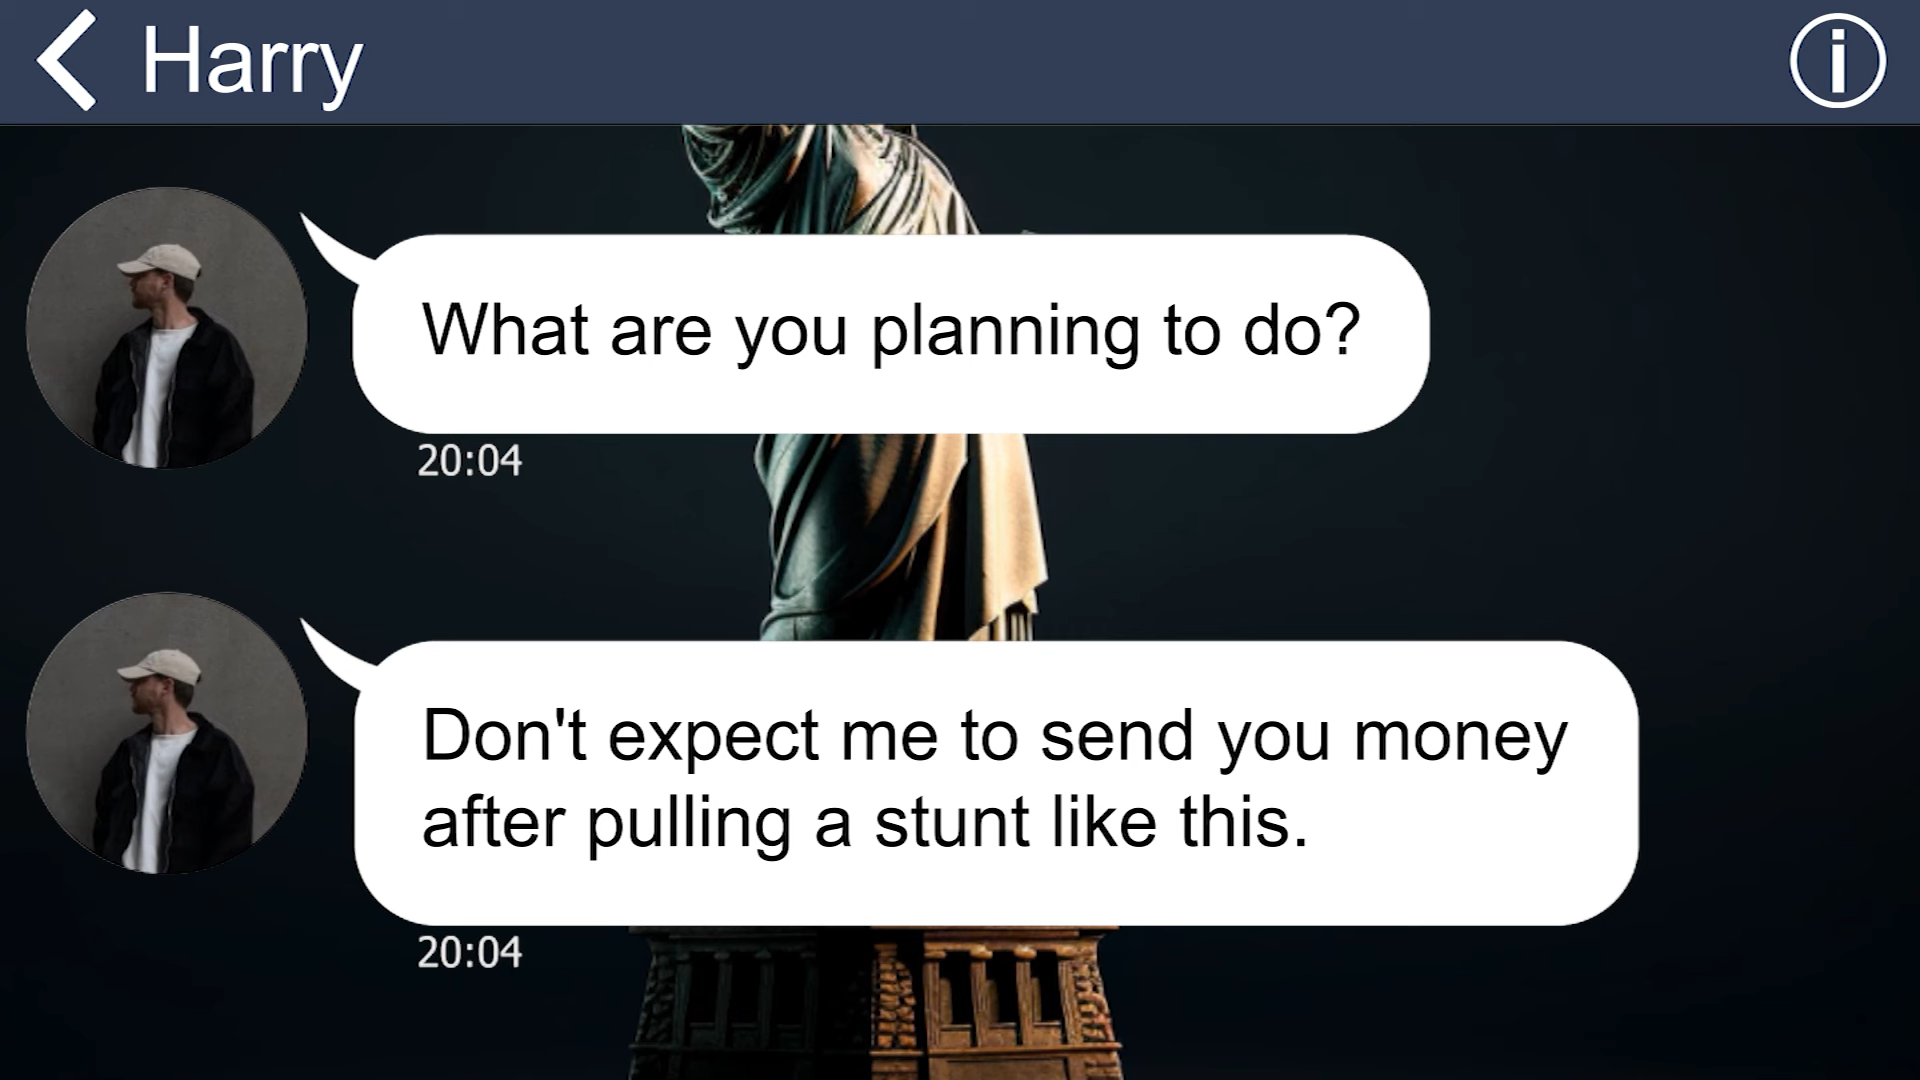 Harry
What are you planning to do?
20:04
Don't expect me to send you money
after pulling a stunt like this.
20:04